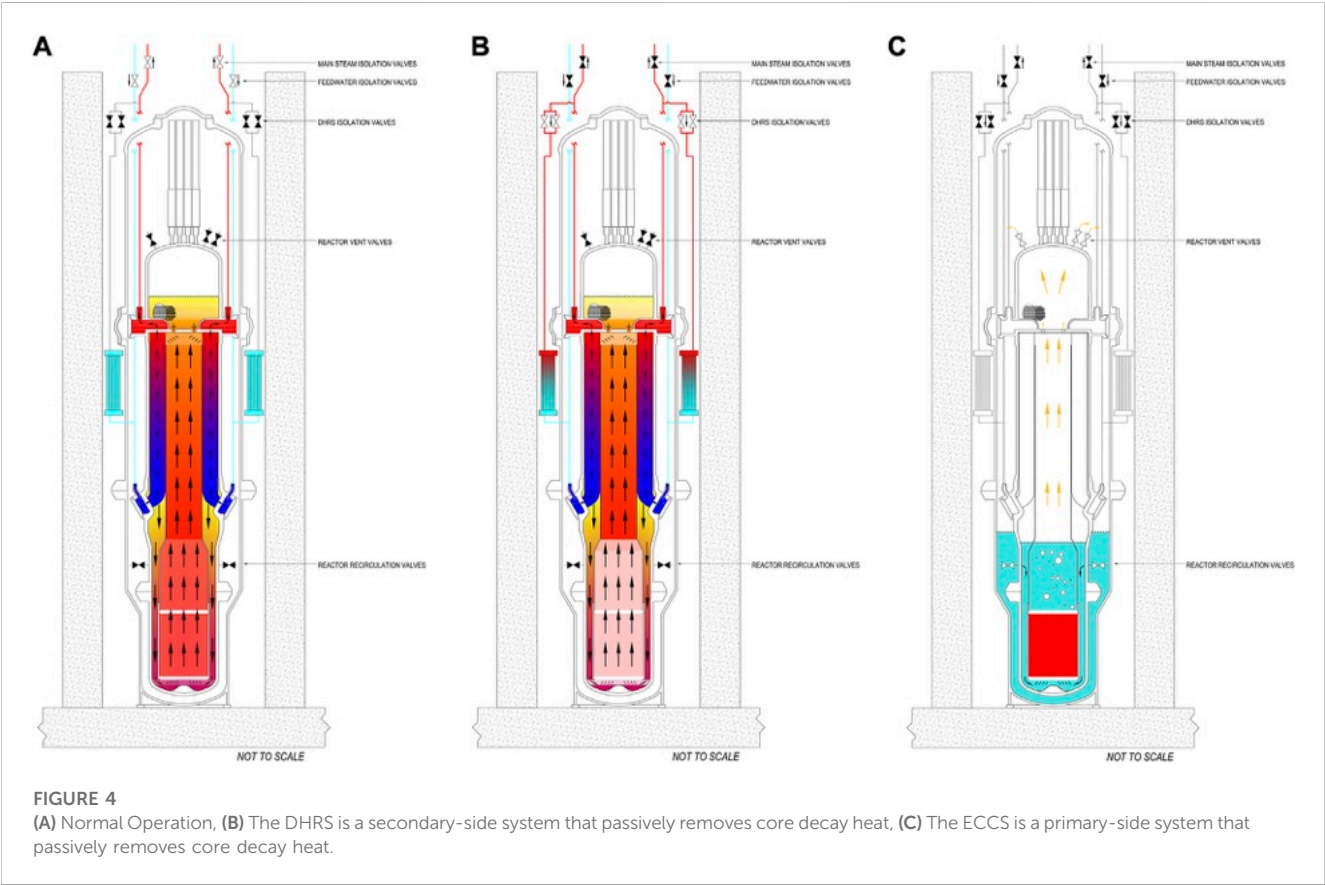 A
MAIN STEAM ISOLATION VALVES
FEEDWATER ISOLATION VALVES
DHRS ISOLATION VALVES
REACTOR VENT VALVES
REACTOR RECIRCULATION VALVES
NOT TO SCALE
B
MAIN STEAM ISOLATION VALVES
FEEDWATER ISOLATION VALVES
DHRS ISOLATION VALVES
REACTOR VENT VALVES
REACTOR RECIRCULATION VALVES
NOT TO SCALE
C
MAIN STEAM ISOLATION VALVES
FEEDWATER ISOLATION VALVES
DHRS ISOLATION VALVES
REACTOR VENT VALVES
REACTOR RECIRCULATION VALVES
NOT TO SCALE
FIGURE 4
(A) Normal Operation, (B) The DHRS is a secondary-side system that passively removes core decay heat, (C) The ECCS is a primary-side system that
passively removes core decay heat.